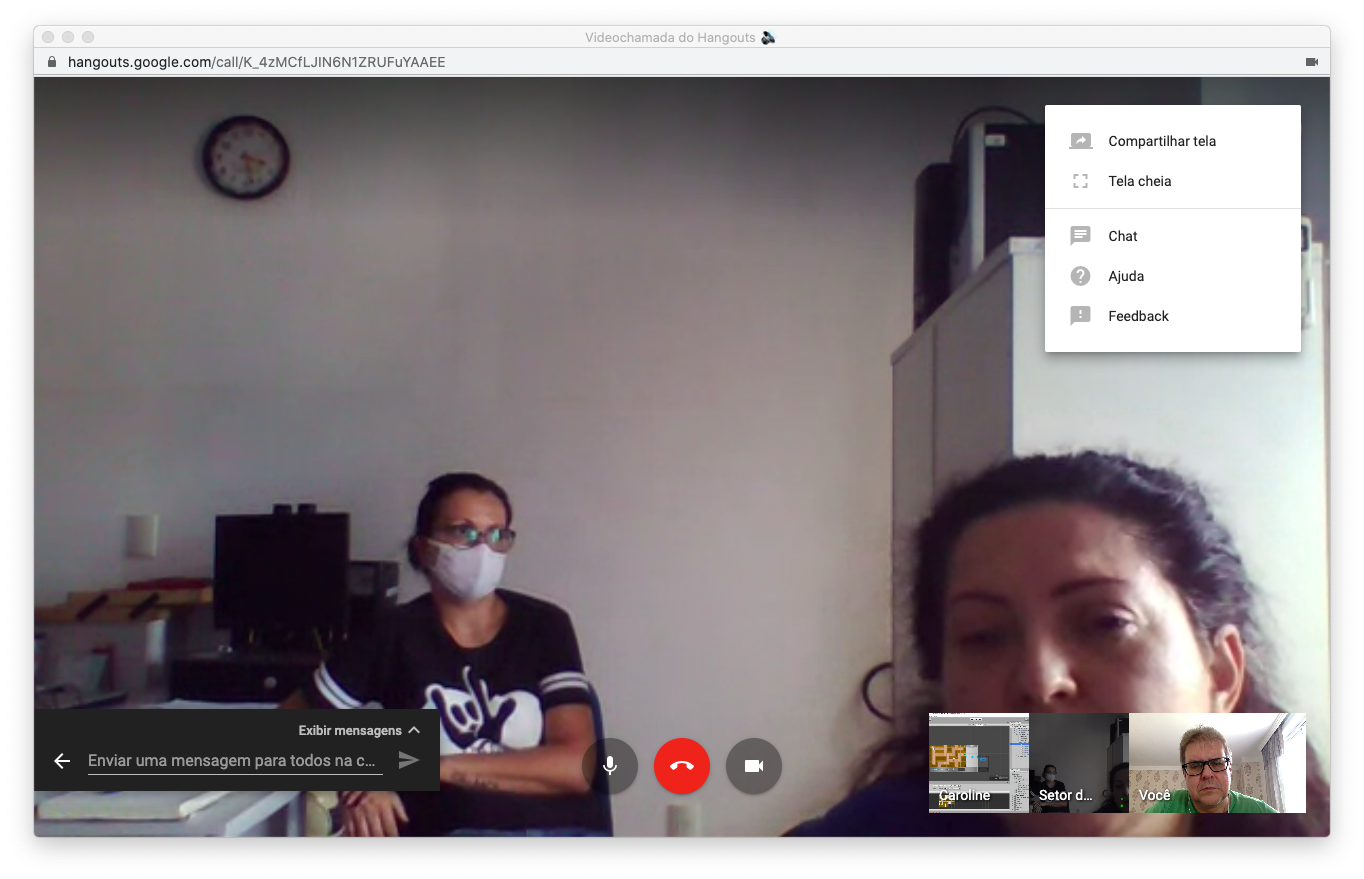 Videochamada do Hangouts
hangouts.google.com/call/K_4zMCfLJIN6N1ZRUFuYAAEE
Compartilhar tela
Tela cheia
Chat
Ajuda
Feedback
Exibir mensagens
Enviar uma mensagem para todos na c...
Caroline
Setor d...
Você